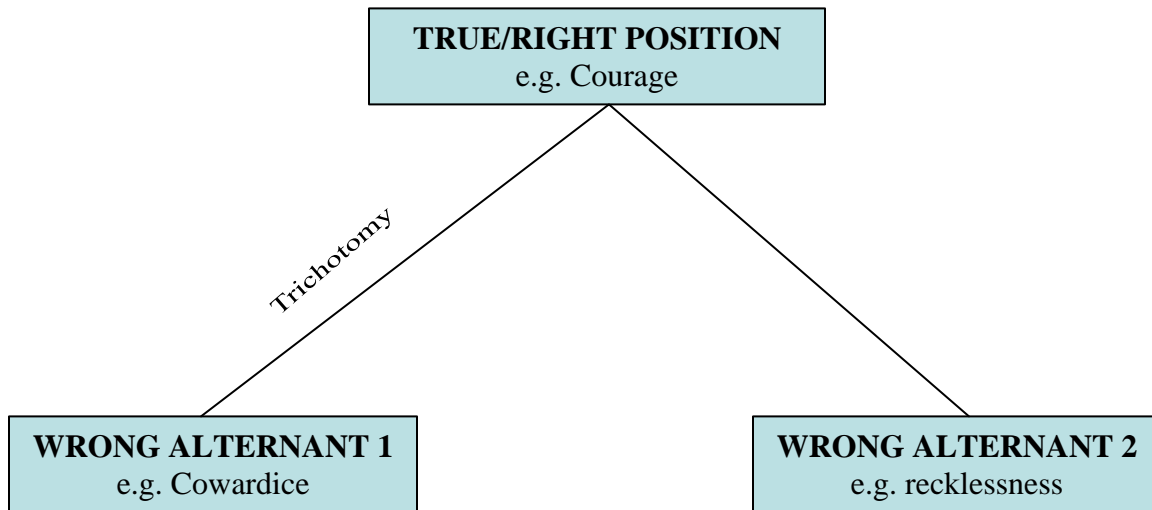 TRUE/RIGHT POSITION
e.g. Courage
Trichotomy
WRONG ALTERNANT 1
e.g. Cowardice
WRONG ALTERNANT 2
e.g. recklessness